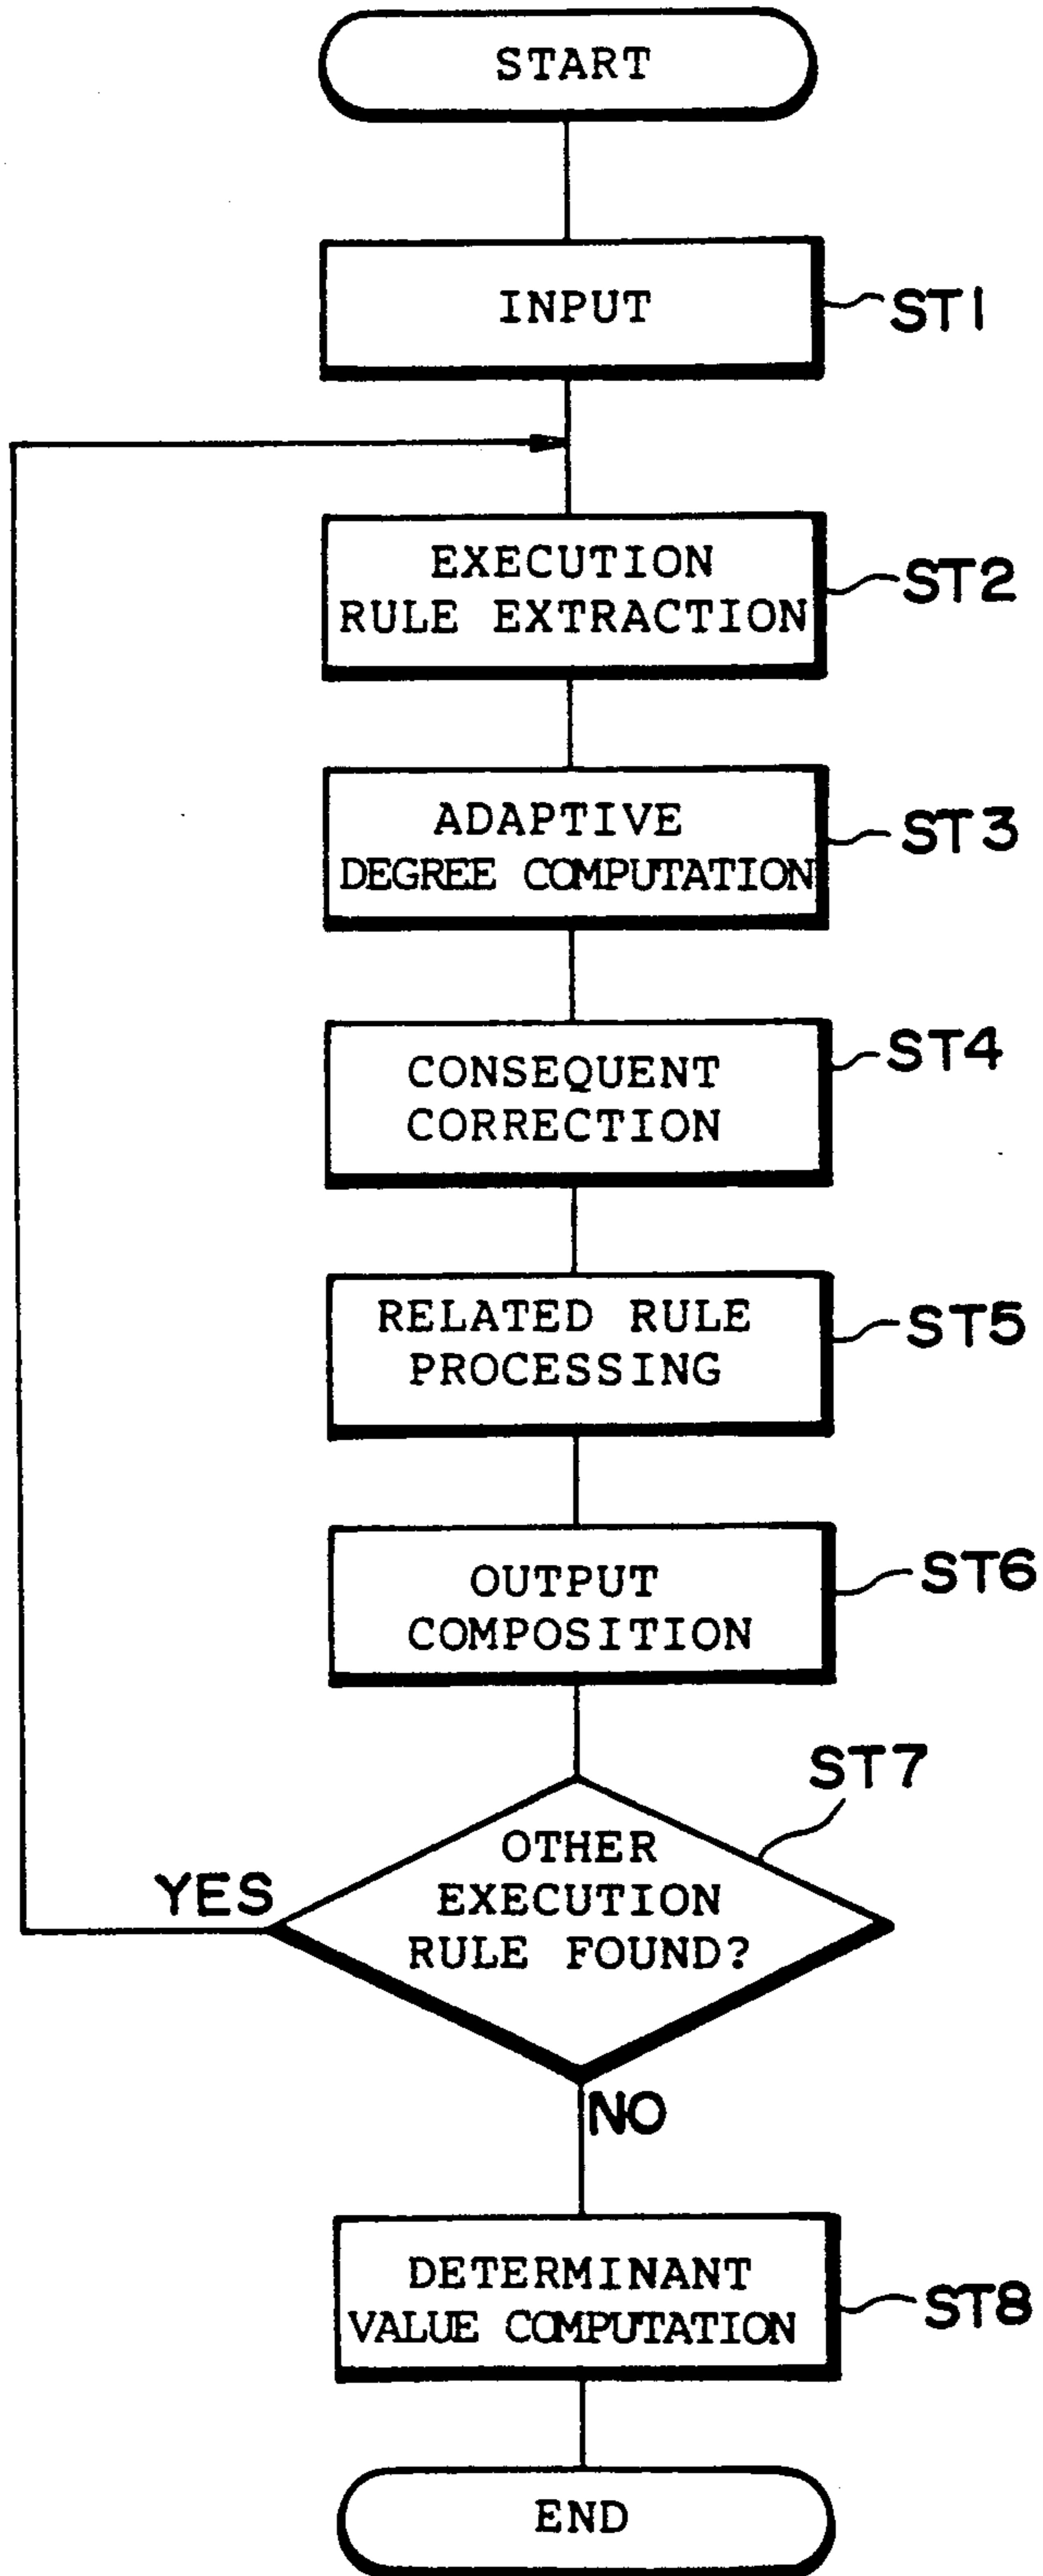 START
INPUT
ST1
EXECUTION
RULE EXTRACTION
ST2
ADAPTIVE
DEGREE COMPUTATION
ST3
CONSEQUENT
CORRECTION
ST4
RELATED RULE
PROCESSING
ST5
OUTPUT
COMPOSITION
ST6
ST7
OTHER
EXECUTION
RULE FOUND?
YES
NO
DETERMINANT
VALUE COMPUTATION
ST8
END